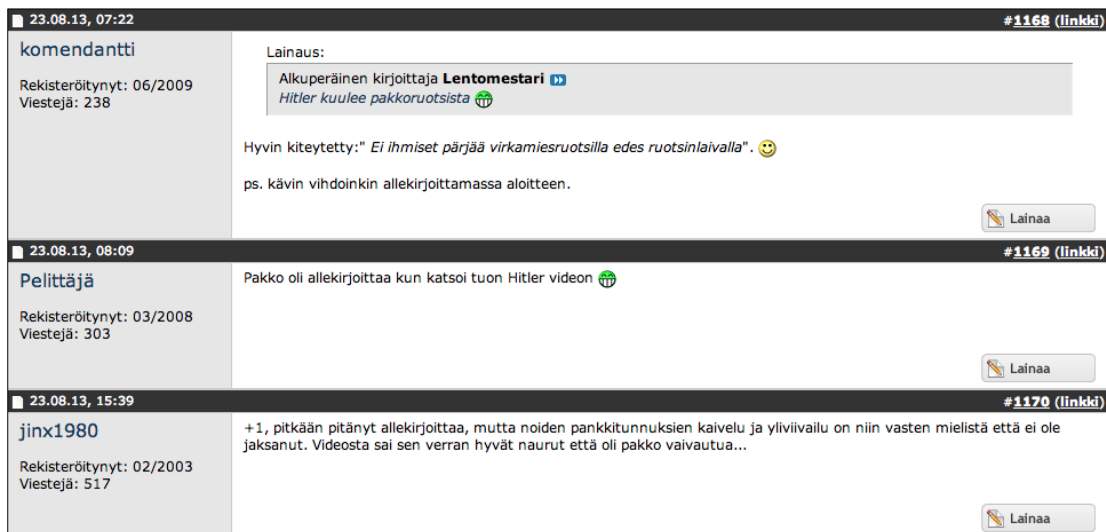 23.08.13, 07:22 #1168 (linkki)
komendantti
Rekisteröitynyt: 06/2009
Viestejä: 238
Lainaus:
Alkuperäinen kirjoittaja Lentomestari
Hitler kuulee pakkoruotsista
Hyvin kiteytetty:" Ei ihmiset pärjää virkamiesruotsilla edes ruotsinlaivalla".
ps. kävin vihdoinkin allekirjoittamassa aloitteen.
Lainaa
23.08.13, 08:09 #1169 (linkki)
Pelittäjä
Rekisteröitynyt: 03/2008
Viestejä: 303
Pakko oli allekirjoittaa kun katsoi tuon Hitler videon
Lainaa
23.08.13, 15:39 #1170 (linkki)
jinx1980
Rekisteröitynyt: 02/2003
Viestejä: 517
+1, pitkään pitänyt allekirjoittaa, mutta noiden pankkitunnuksien kaivelu ja yliviivailu on niin vasten mielistä että ei ole
jaksanut. Videosta sai sen verran hyvät naurut että oli pakko vaivautua...
Lainaa